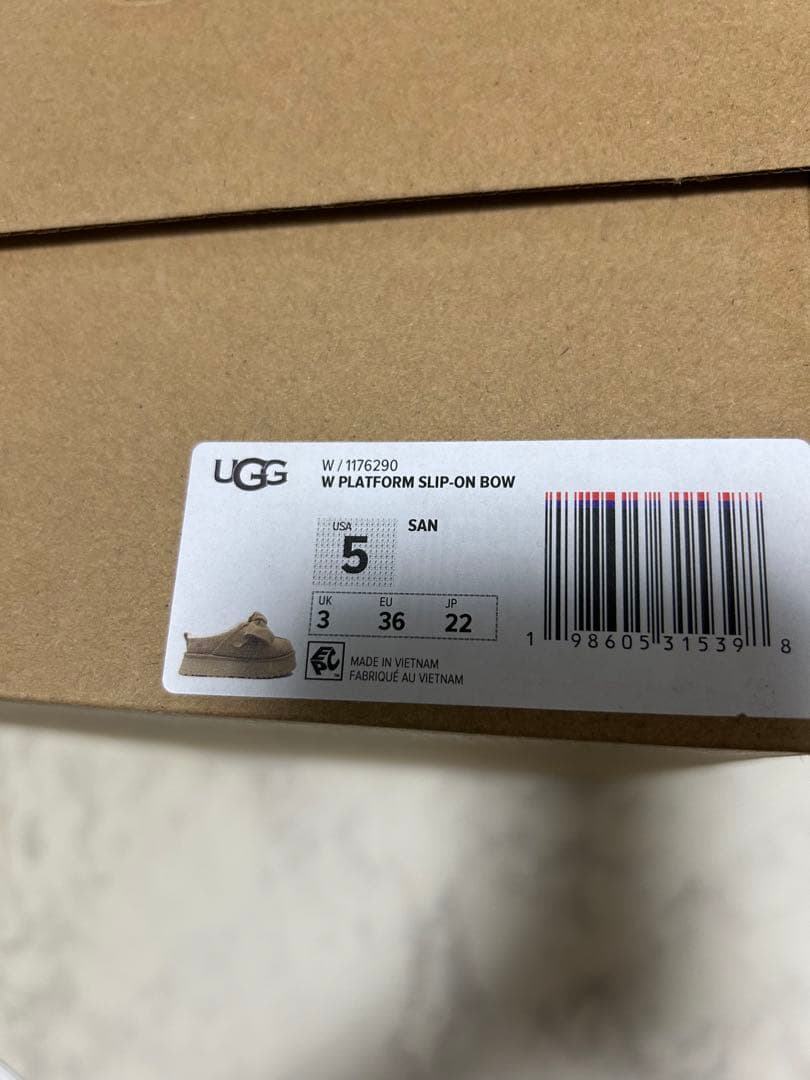 UGG
W / 1176290
W PLATFORM SLIP-ON BOW
USA
5
SAN
UK EU JP
3 36 22
EPC
MADE IN VIETNAM
FABRIQUÉ AU VIETNAM
1 98605 31539 8